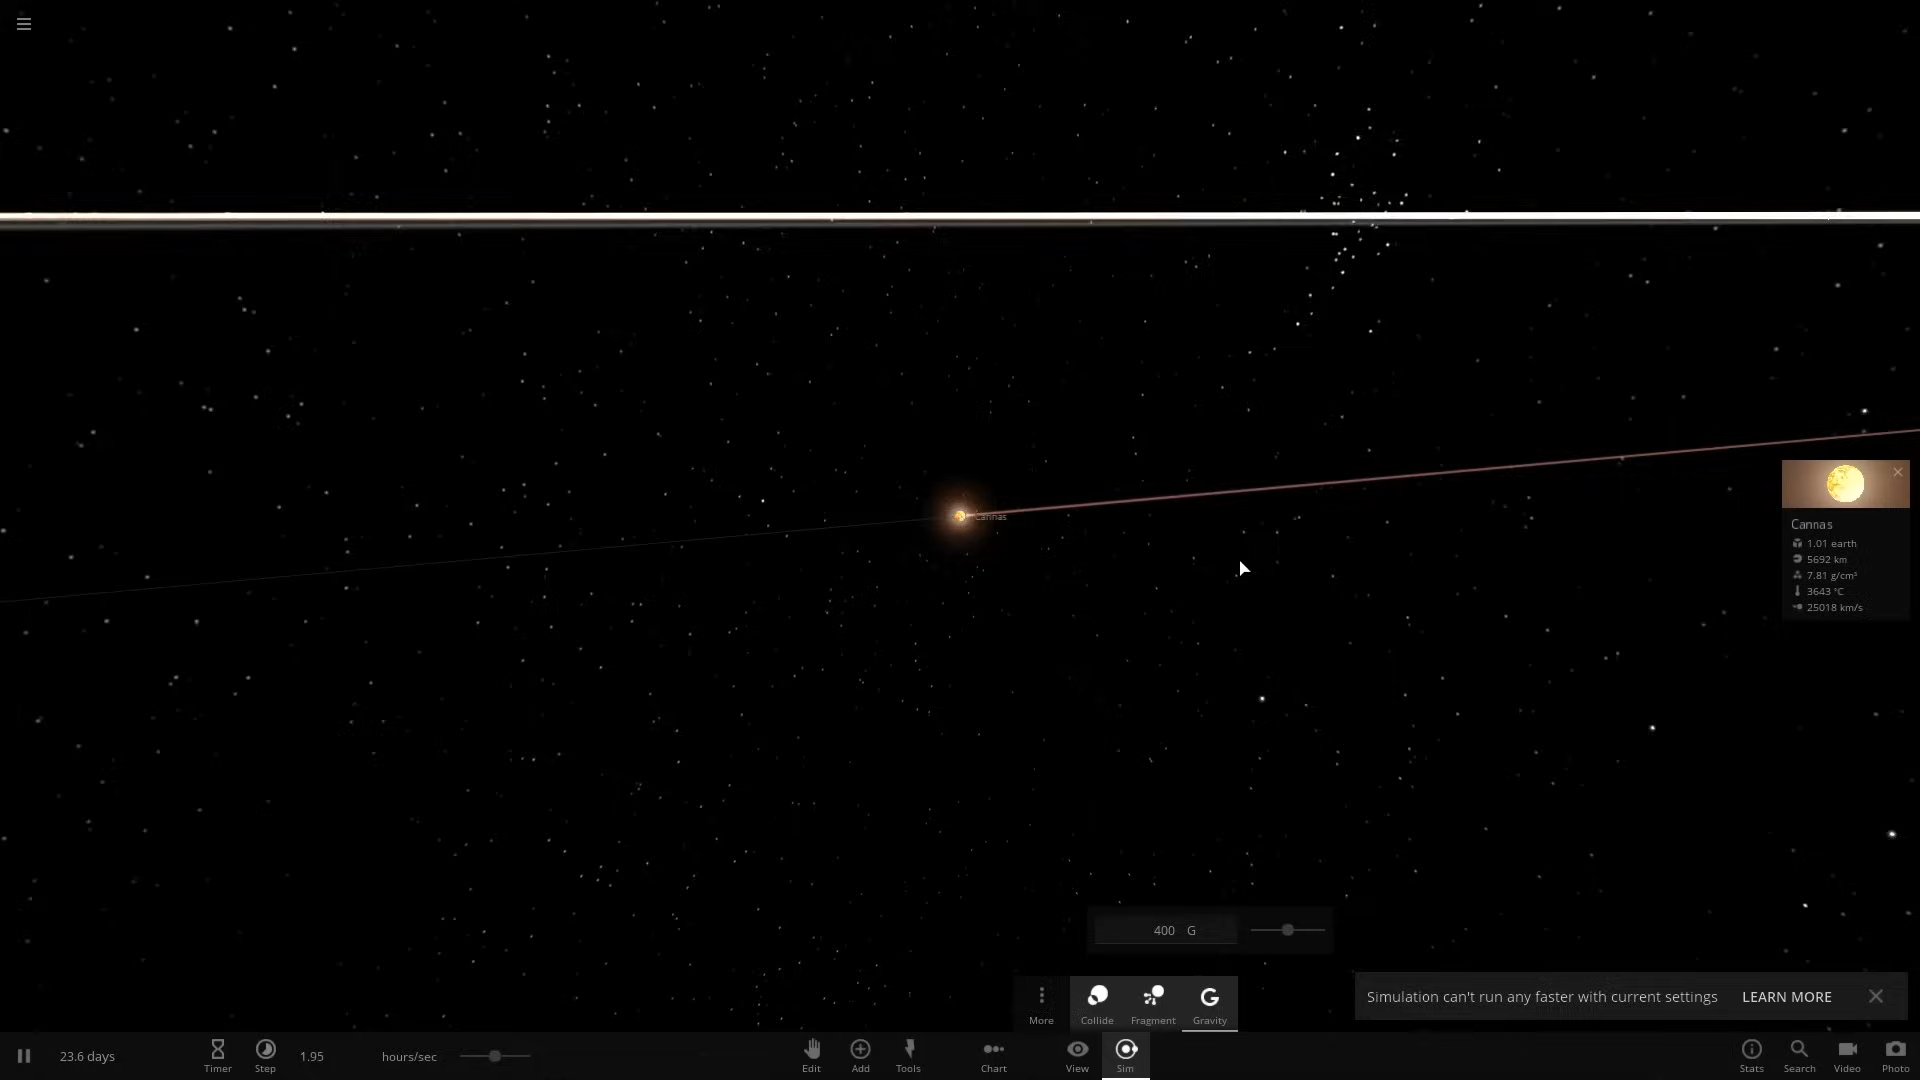 Cannas
Cannas
1.01 earth
5692 km
7.81 g/cm³
3643 °C
25018 km/s
400 G
More
Collide
Fragment
Gravity
Simulation can't run any faster with current settings LEARN MORE
23.6 days
Timer
Step
1.95 hours/sec
Edit
Add
Tools
Chart
View
Sim
Stats
Search
Video
Photo